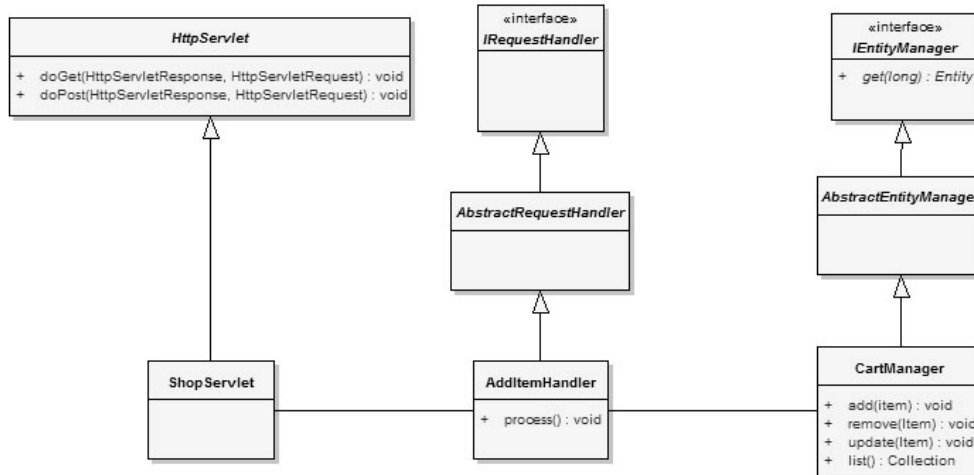 HttpServlet
+ doGet(HttpServletResponse, HttpServletRequest) : void
+ doPost(HttpServletResponse, HttpServletRequest) : void
«interface»
IRequestHandler
«interface»
IEntityManager
+ get(long) : Entity
AbstractRequestHandler
AbstractEntityManage
ShopServlet
AddItemHandler
+ process() : void
CartManager
+ add(item) : void
+ remove(Item) : void
+ update(Item) : void
+ list() : Collection